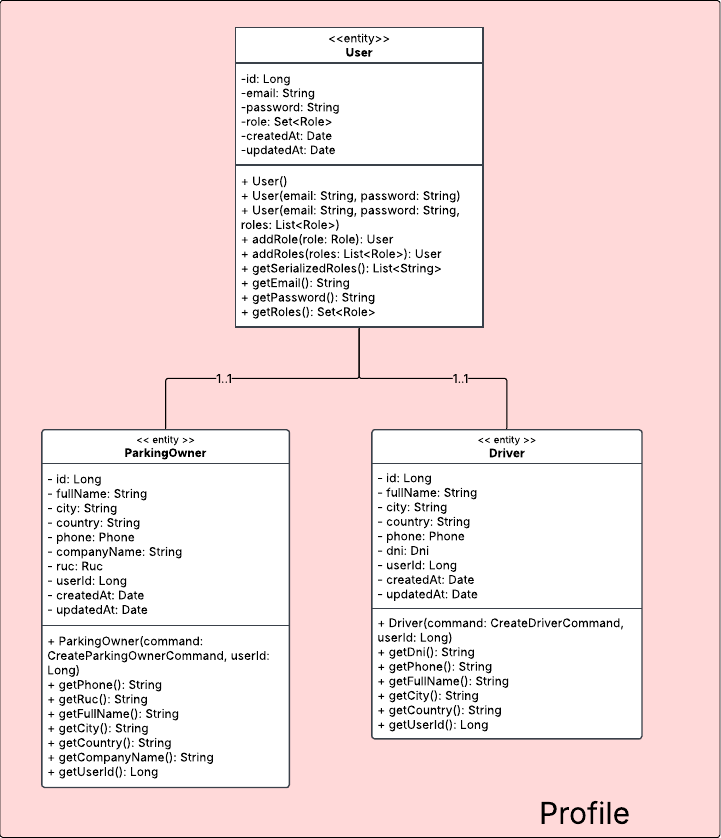 <<entity>>
User
-id: Long
-email: String
-password: String
-role: Set<Role>
-createdAt: Date
-updatedAt: Date
+ User()
+ User(email: String, password: String)
+ User(email: String, password: String,
roles: List<Role>)
+ addRole(role: Role): User
+ addRoles(roles: List<Role>): User
+ getSerializedRoles(): List<String>
+ getEmail(): String
+ getPassword(): String
+ getRoles(): Set<Role>
1..1
1..1
<< entity >>
ParkingOwner
- id: Long
- fullName: String
- city: String
- country: String
- phone: Phone
- companyName: String
- ruc: Ruc
- userId: Long
- createdAt: Date
- updatedAt: Date
+ ParkingOwner(command:
CreateParkingOwnerCommand, userId:
Long)
+ getPhone(): String
+ getRuc(): String
+ getFullName(): String
+ getCity(): String
+ getCountry(): String
+ getCompanyName(): String
+ getUserId(): Long
<< entity >>
Driver
- id: Long
- fullName: String
- city: String
- country: String
- phone: Phone
- dni: Dni
- userId: Long
- createdAt: Date
- updatedAt: Date
+ Driver(command: CreateDriverCommand,
userId: Long)
+ getDni(): String
+ getPhone(): String
+ getFullName(): String
+ getCity(): String
+ getCountry(): String
+ getUserId(): Long
Profile